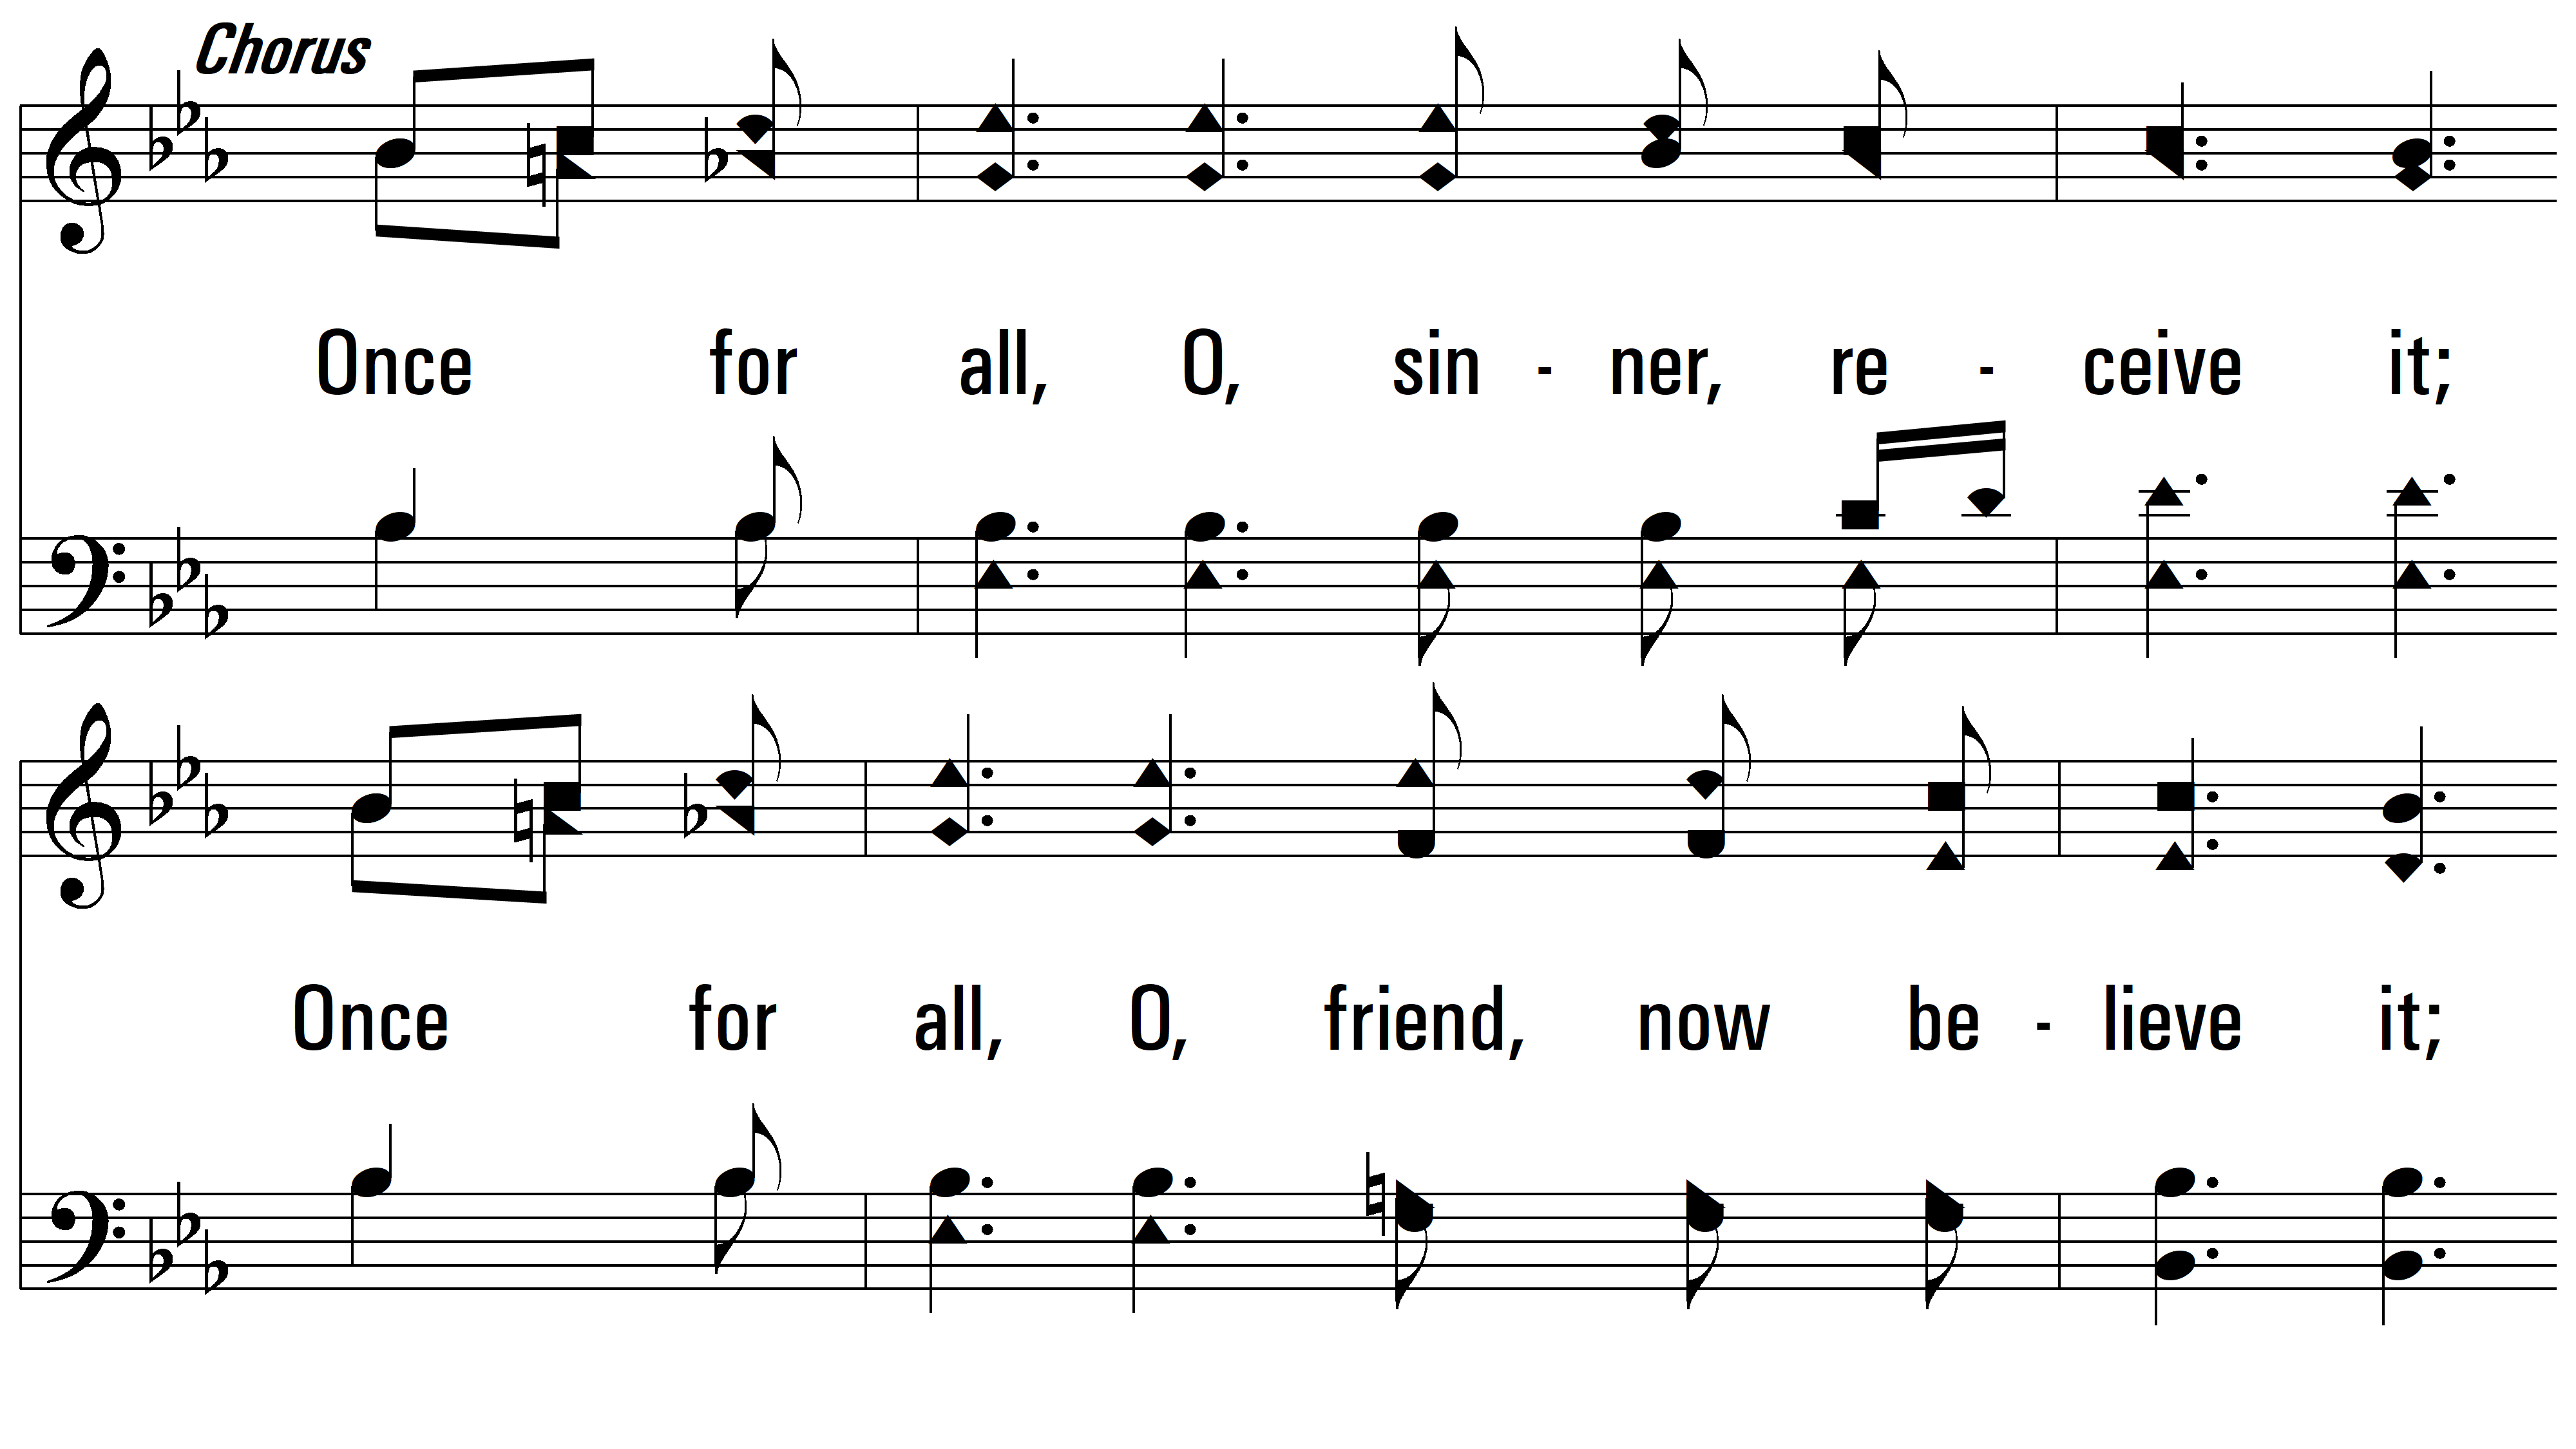 Chorus
Once for all, O, sin - ner, re - ceive it;
Once for all, O, friend, now be - lieve it;